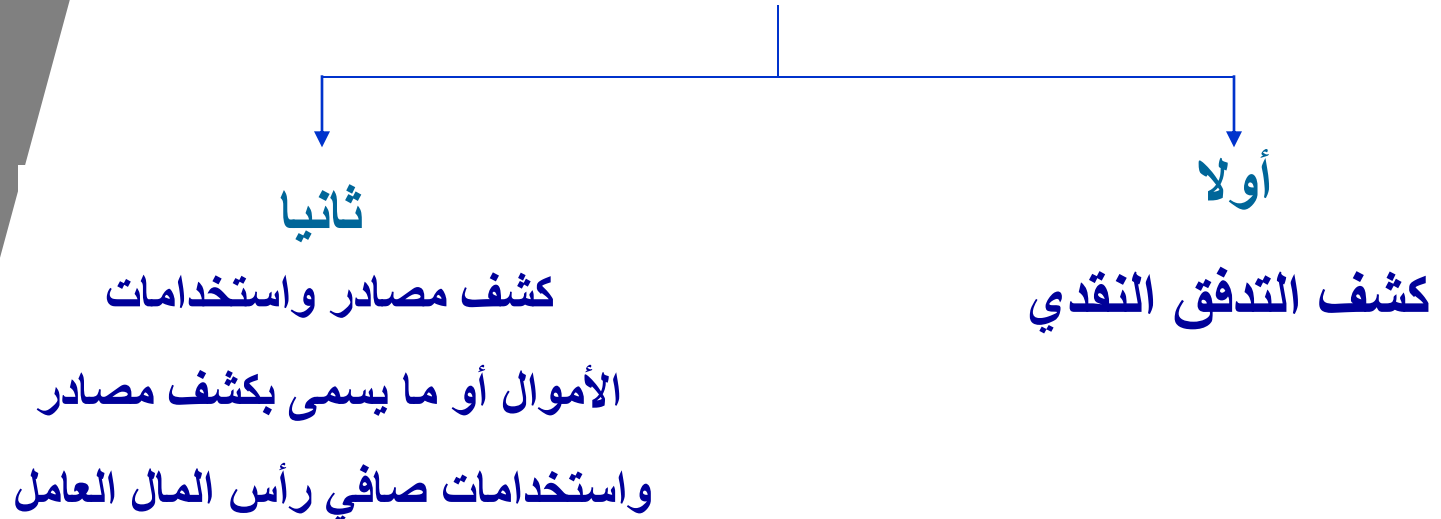 أولا
كشف التدفق النقدي
ثانيا
كشف مصادر واستخدامات
الأموال أو ما يسمى بكشف مصادر
واستخدامات صافي رأس المال العامل